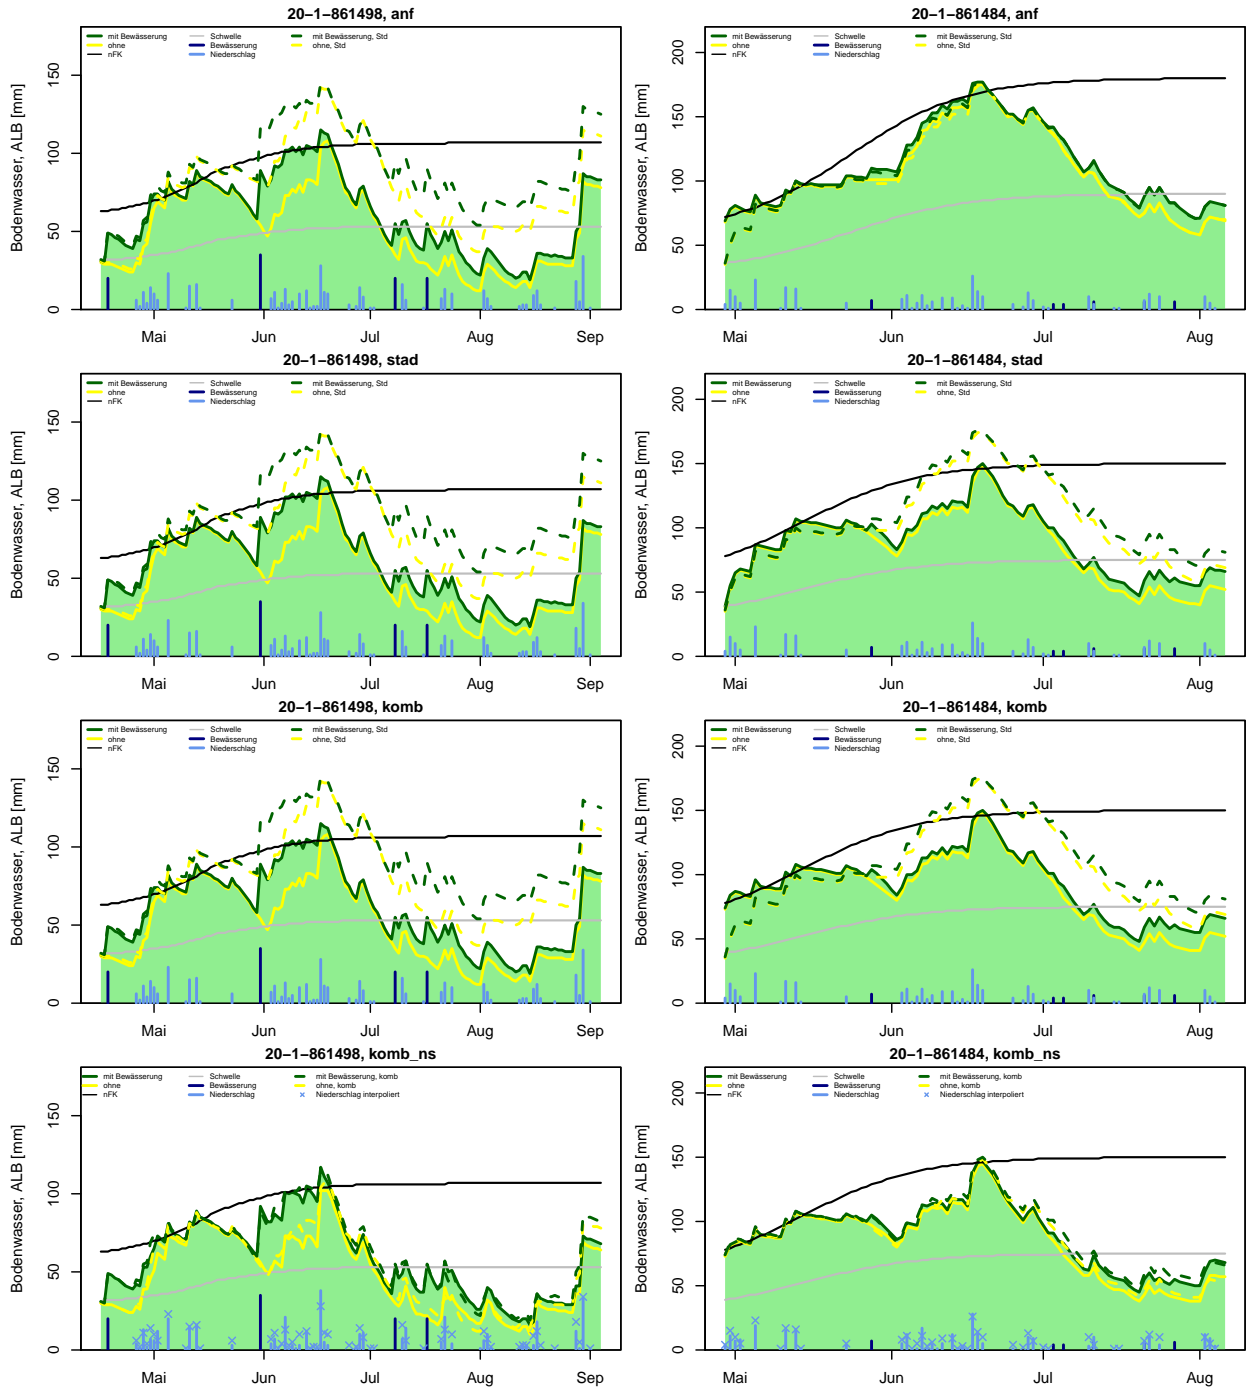 20−1−861498, anf
mit Bewässerung Schwelle mit Bewässerung, Std
ohne Bewässerung ohne, Std
nFK Niederschlag
Bodenwasser, ALB [mm]
0 50 100 150
Mai Jun Jul Aug Sep
20−1−861484, anf
mit Bewässerung Schwelle mit Bewässerung, Std
ohne Bewässerung ohne, Std
nFK Niederschlag
Bodenwasser, ALB [mm]
0 50 100 150 200
Mai Jun Jul Aug
20−1−861498, stad
mit Bewässerung Schwelle mit Bewässerung, Std
ohne Bewässerung ohne, Std
nFK Niederschlag
Bodenwasser, ALB [mm]
0 50 100 150
Mai Jun Jul Aug Sep
20−1−861484, stad
mit Bewässerung Schwelle mit Bewässerung, Std
ohne Bewässerung ohne, Std
nFK Niederschlag
Bodenwasser, ALB [mm]
0 50 100 150 200
Mai Jun Jul Aug
20−1−861498, komb
mit Bewässerung Schwelle mit Bewässerung, Std
ohne Bewässerung ohne, Std
nFK Niederschlag
Bodenwasser, ALB [mm]
0 50 100 150
Mai Jun Jul Aug Sep
20−1−861484, komb
mit Bewässerung Schwelle mit Bewässerung, Std
ohne Bewässerung ohne, Std
nFK Niederschlag
Bodenwasser, ALB [mm]
0 50 100 150 200
Mai Jun Jul Aug
20−1−861498, komb_ns
mit Bewässerung Schwelle mit Bewässerung, komb
ohne Bewässerung ohne, komb
nFK Niederschlag Niederschlag interpoliert
Bodenwasser, ALB [mm]
0 50 100 150
Mai Jun Jul Aug Sep
20−1−861484, komb_ns
mit Bewässerung Schwelle mit Bewässerung, komb
ohne Bewässerung ohne, komb
nFK Niederschlag Niederschlag interpoliert
Bodenwasser, ALB [mm]
0 50 100 150 200
Mai Jun Jul Aug